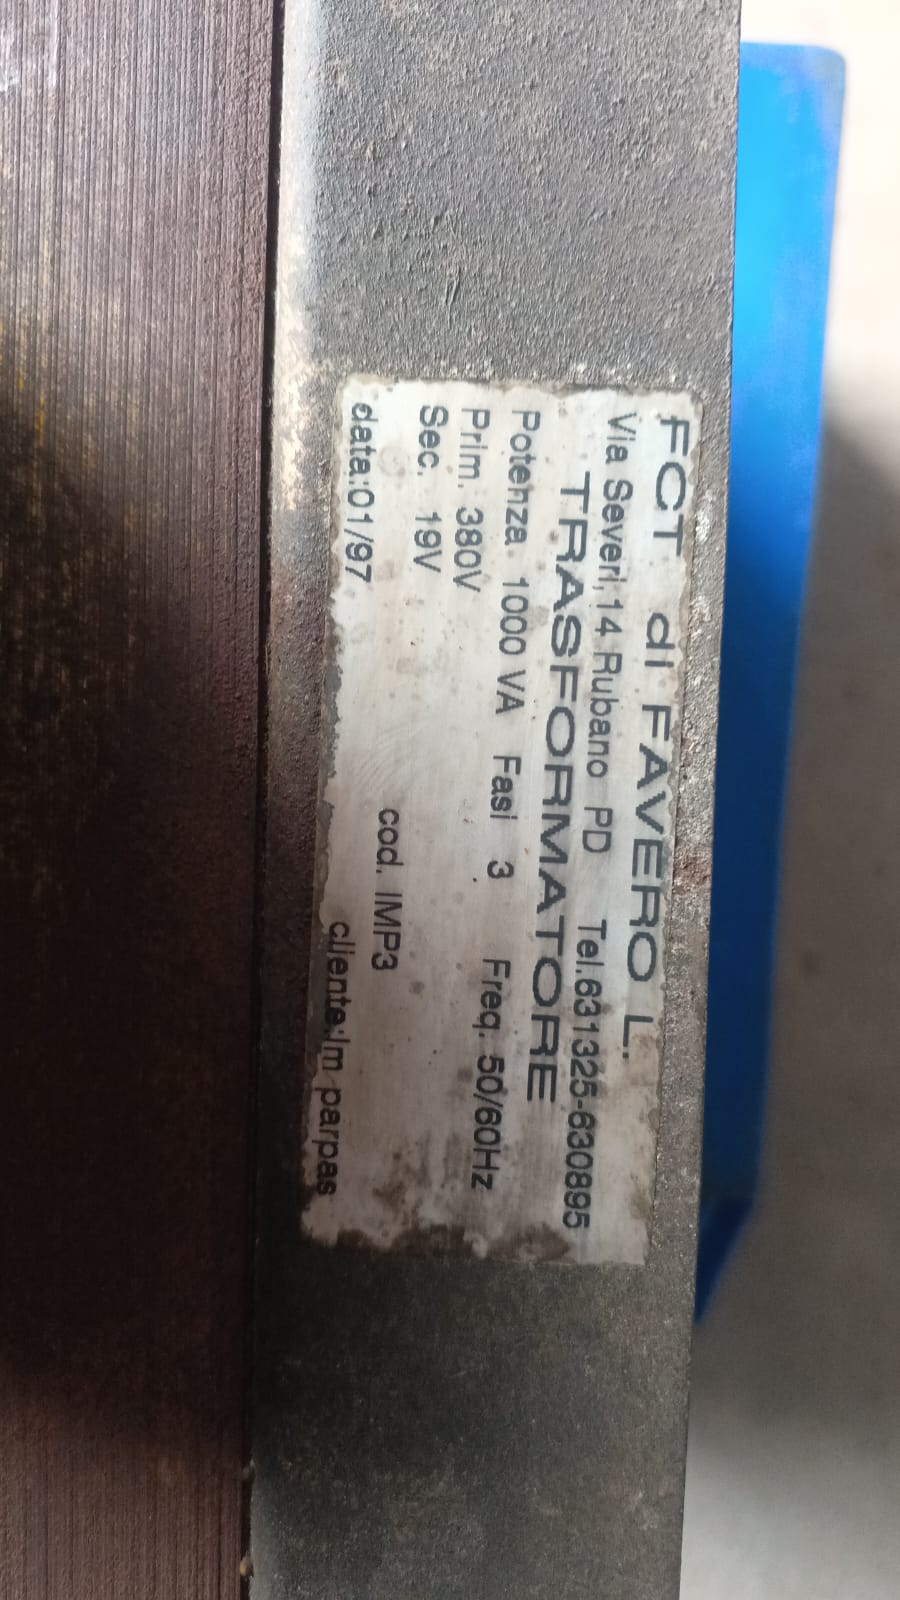 FCT di FAVERO L.
Via Severi, 14 Rubano PD Tel.631325-630895
TRASFORMATORE
Potenza 1000 VA Fasi 3 Freq. 50/60Hz
Prim. 380V
Sec. 19V
cod. IMP3
data:01/97 cliente:lm parpas